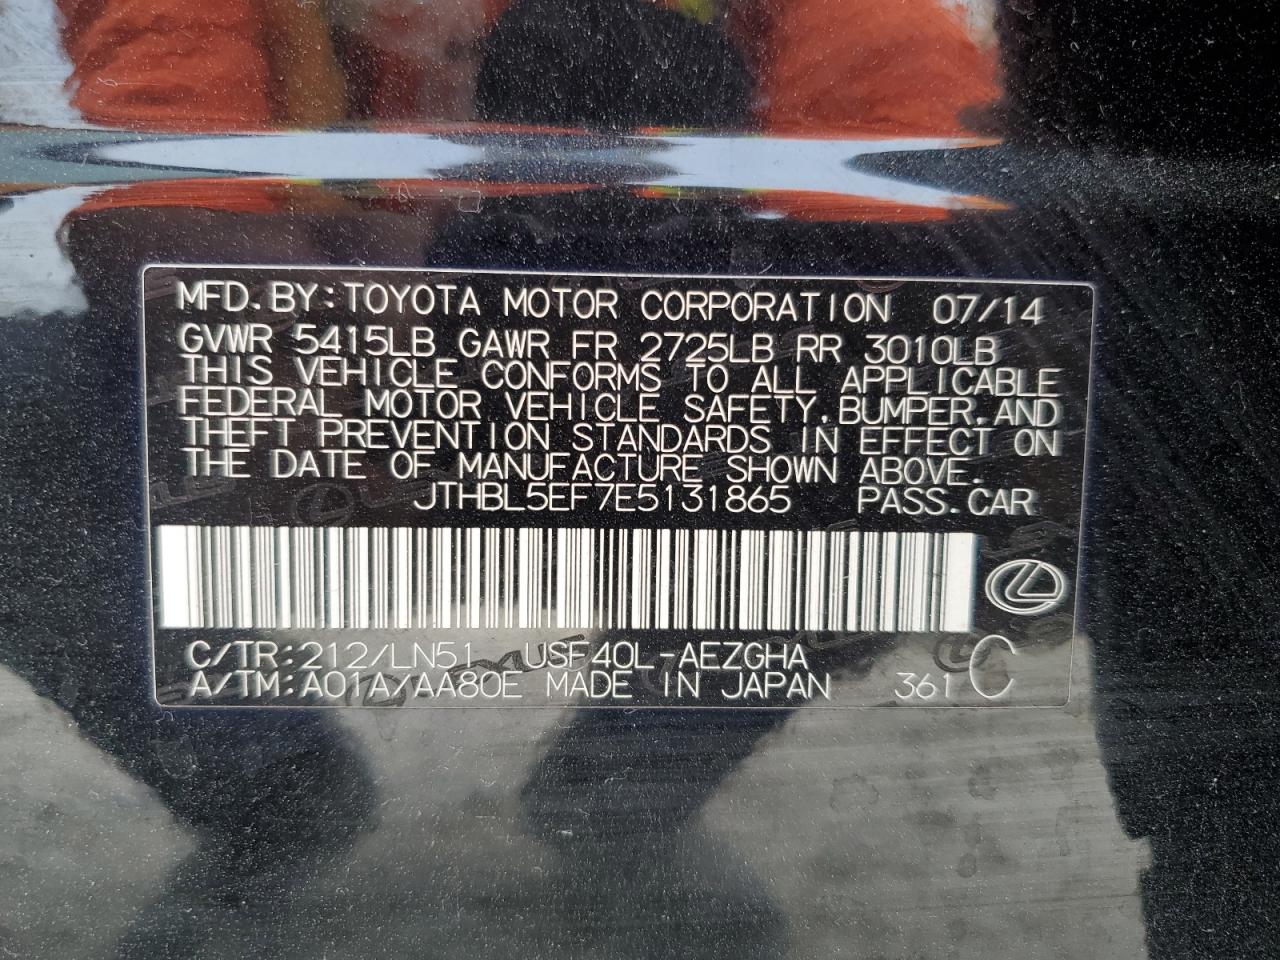 MFD.BY:TOYOTA MOTOR CORPORATION 07/14
GVWR 5415LB GAWR FR 2725LB RR 3010LB
THIS VEHICLE CONFORMS TO ALL APPLICABLE
FEDERAL MOTOR VEHICLE SAFETY,BUMPER,AND
THEFT PREVENTION STANDARDS IN EFFECT ON
THE DATE OF MANUFACTURE SHOWN ABOVE.
JTHBL5EF7E5131865 PASS.CAR
C/TR:212/LN51 USF40L-AEZGHA
A/TM:A01A/AA80E MADE IN JAPAN 361 C